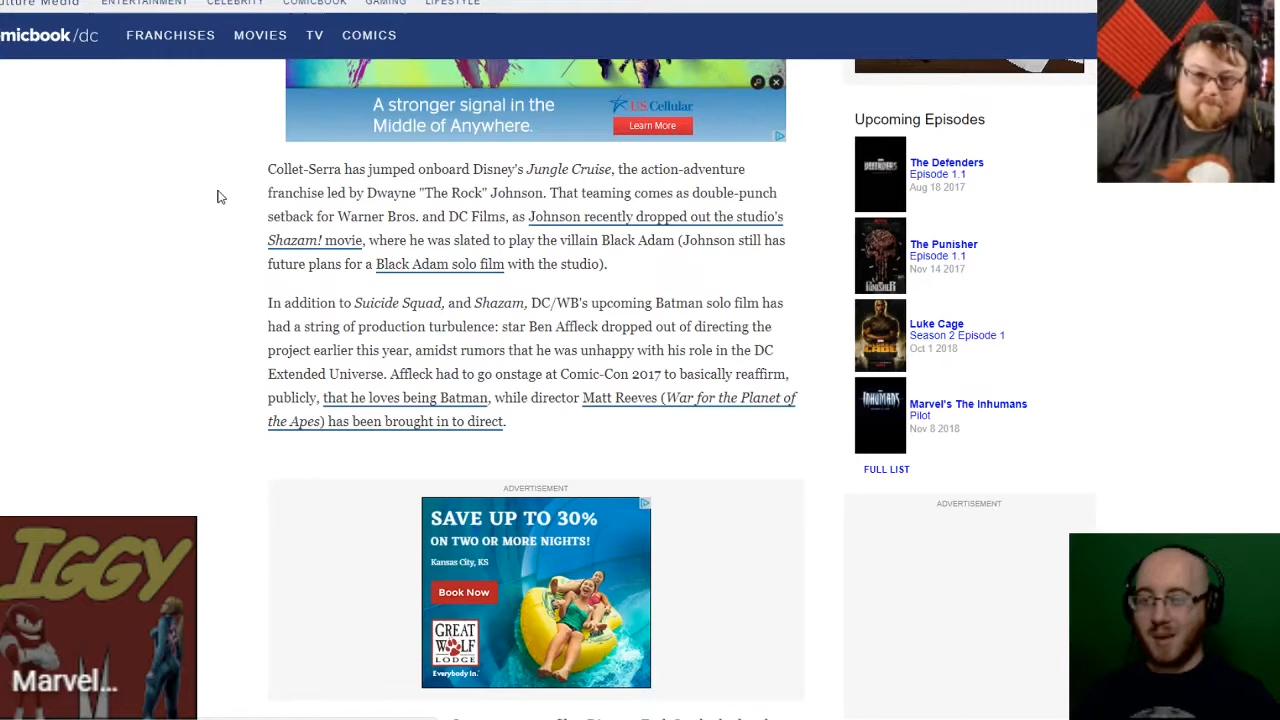 ulture Media ENTERTAINMENT CELEBRITY COMICBOOK GAMING LIFESTYLE
micbook/dc FRANCHISES MOVIES TV COMICS
A stronger signal in the
Middle of Anywhere.
US Cellular
Learn More
Collet-Serra has jumped onboard Disney's Jungle Cruise, the action-adventure
franchise led by Dwayne "The Rock" Johnson. That teaming comes as double-punch
setback for Warner Bros. and DC Films, as Johnson recently dropped out the studio's
Shazam! movie, where he was slated to play the villain Black Adam (Johnson still has
future plans for a Black Adam solo film with the studio).
In addition to Suicide Squad, and Shazam, DC/WB's upcoming Batman solo film has
had a string of production turbulence: star Ben Affleck dropped out of directing the
project earlier this year, amidst rumors that he was unhappy with his role in the DC
Extended Universe. Affleck had to go onstage at Comic-Con 2017 to basically reaffirm,
publicly, that he loves being Batman, while director Matt Reeves (War for the Planet of
the Apes) has been brought in to direct.
ADVERTISEMENT
SAVE UP TO 30%
ON TWO OR MORE NIGHTS!
Kansas City, KS
Book Now
GREAT
WOLF
LODGE
Everybody In.
Upcoming Episodes
DEFENDERS
The Defenders
Episode 1.1
Aug 18 2017
PUNISHER
The Punisher
Episode 1.1
Nov 14 2017
Luke Cage
Season 2 Episode 1
Oct 1 2018
INHUMANS
Marvel's The Inhumans
Pilot
Nov 8 2018
FULL LIST
ADVERTISEMENT
IGGY
Marvel...